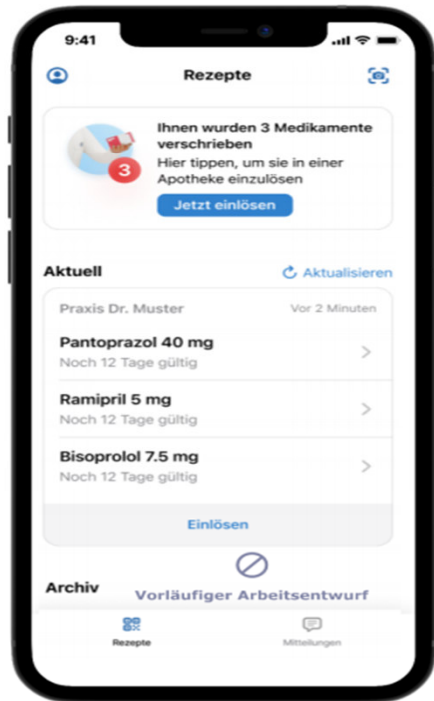 9:41
Rezepte
Ihnen wurden 3 Medikamente
verschrieben
Hier tippen, um sie in einer
Apotheke einzulösen
3
Jetzt einlösen
Aktuell
Aktualisieren
Praxis Dr. Muster
Vor 2 Minuten
Pantoprazol 40 mg
Noch 12 Tage gültig
Ramipril 5 mg
Noch 12 Tage gültig
Bisoprolol 7.5 mg
Noch 12 Tage gültig
Einlösen
Archiv
Vorläufiger Arbeitsentwurf
Rezepte
Mitteilungen